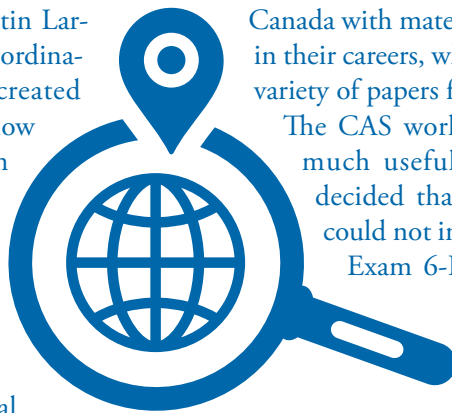 tin Lar-
ordina-
created
ow
n
al
Canada with mate
in their careers, w
variety of papers f
The CAS work
much useful
decided tha
could not in
Exam 6-